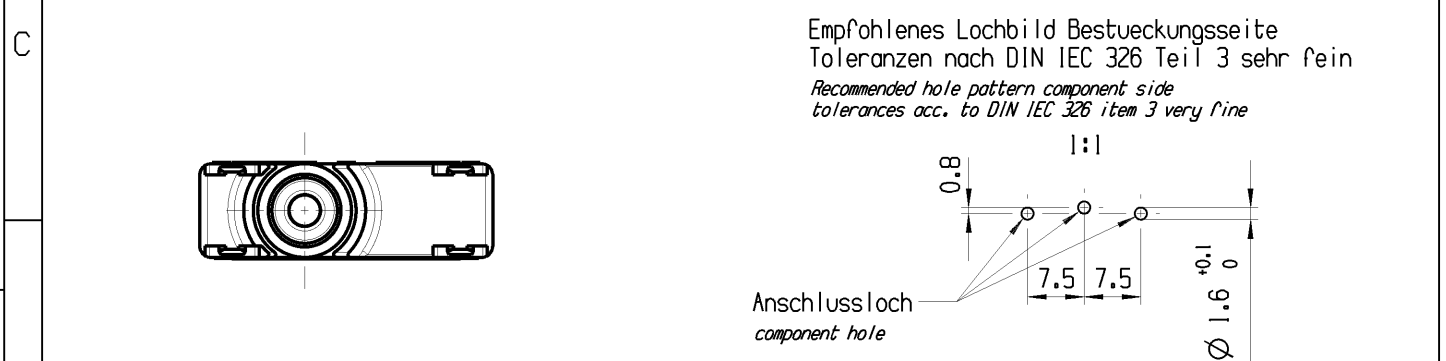 C
Empfohlenes Lochbild Bestueckungsseite
Toleranzen nach DIN IEC 326 Teil 3 sehr fein
Recommended hole pattern component side
tolerances acc. to DIN IEC 326 item 3 very fine
1:1
0.8
7.5 7.5
Ø 1.6 +0.1 0
Anschlussloch
component hole